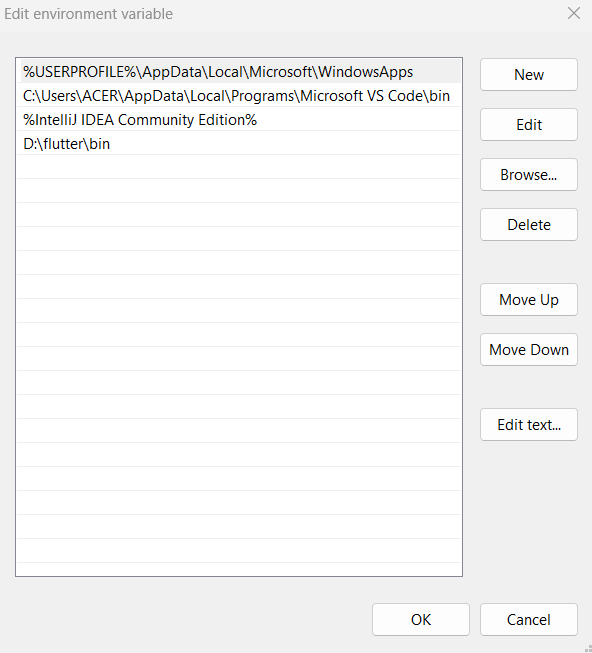 Edit environment variable
%USERPROFILE%\AppData\Local\Microsoft\WindowsApps
C:\Users\ACER\AppData\Local\Programs\Microsoft VS Code\bin
%IntelliJ IDEA Community Edition%
D:\flutter\bin
New
Edit
Browse...
Delete
Move Up
Move Down
Edit text...
OK
Cancel